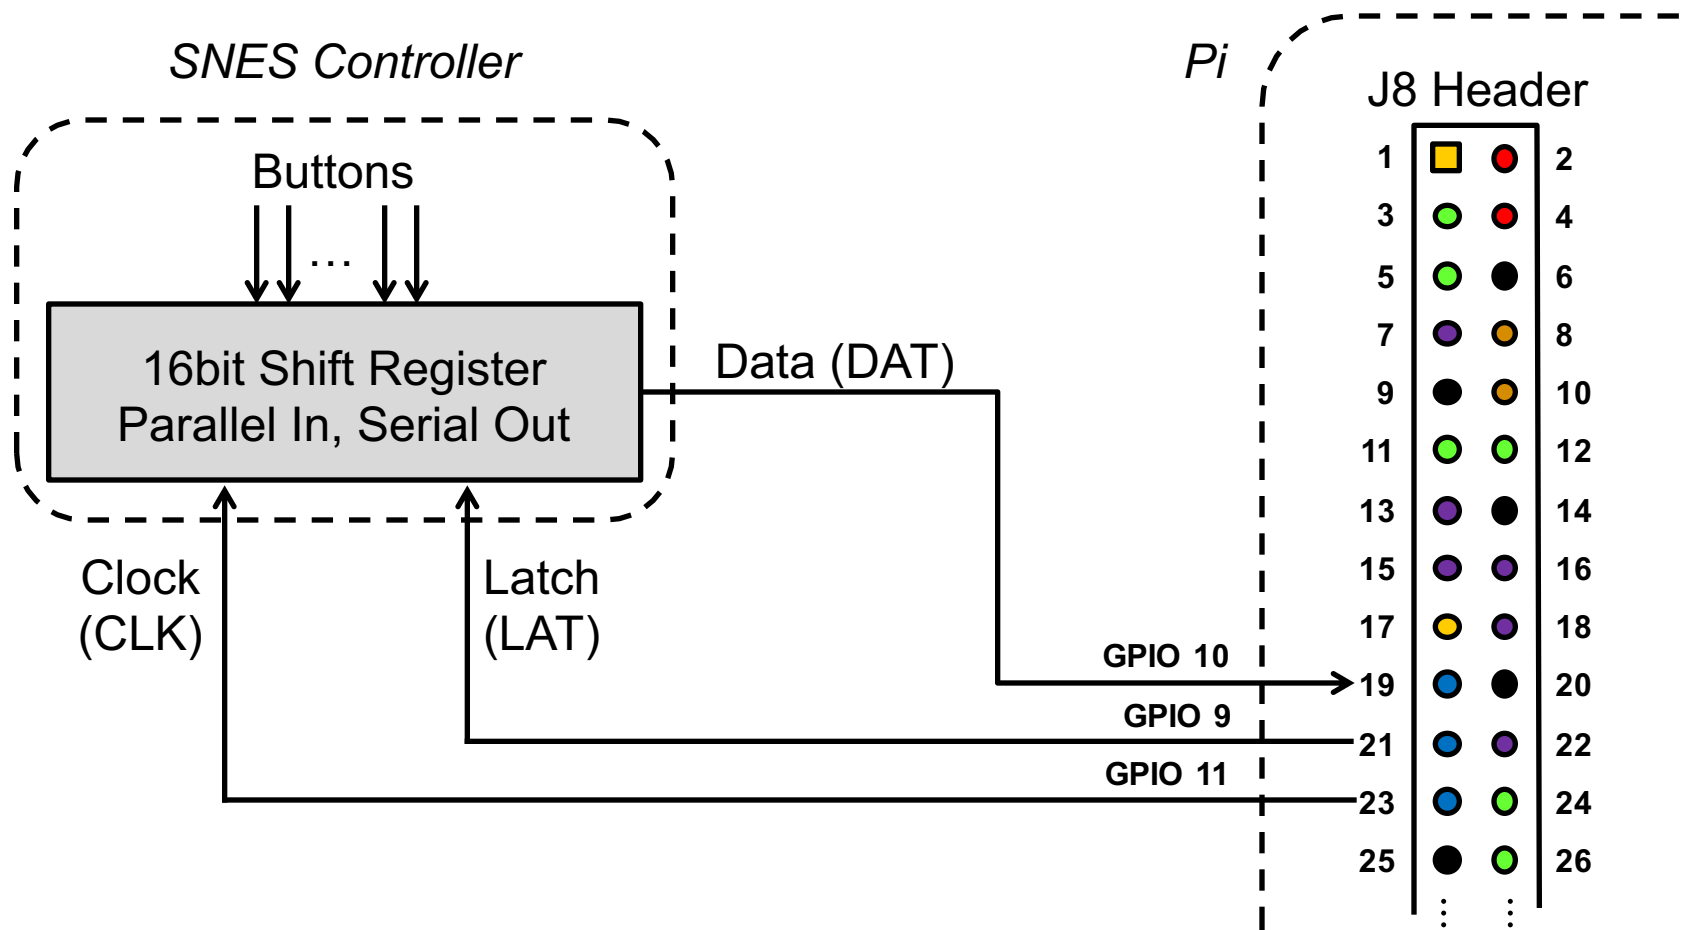 SNES Controller
Buttons
…
16bit Shift Register
Parallel In, Serial Out
Data (DAT)
Clock
(CLK)
Latch
(LAT)
GPIO 10
GPIO 9
GPIO 11
Pi
J8 Header
1 2
3 4
5 6
7 8
9 10
11 12
13 14
15 16
17 18
19 20
21 22
23 24
25 26